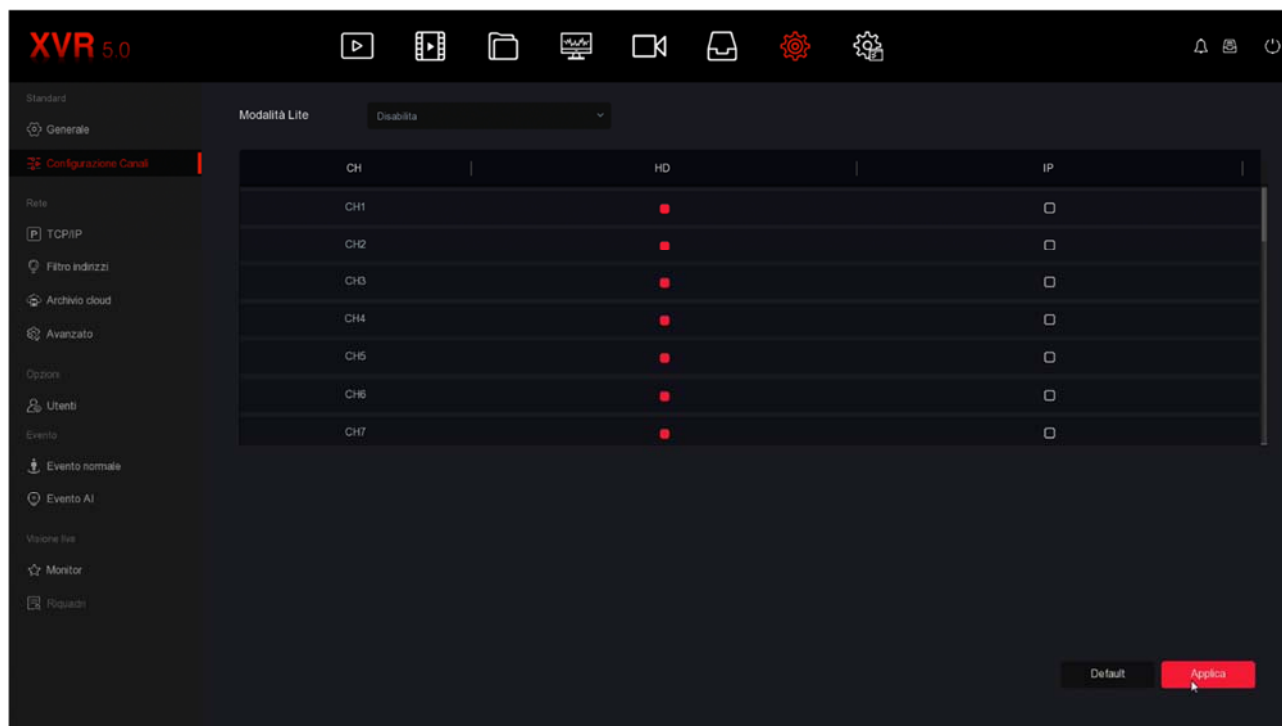 XVR 5.0
Standard
Generale
Configurazione Canali
Rete
P TCP/IP
Filtro indirizzi
Archivio cloud
Avanzato
Opzioni
Utenti
Evento
Evento normale
Evento AI
Visione live
Monitor
Riquadri
Modalità Lite Disabilita
CH HD IP
CH1
CH2
CH3
CH4
CH5
CH6
CH7
Default Applica